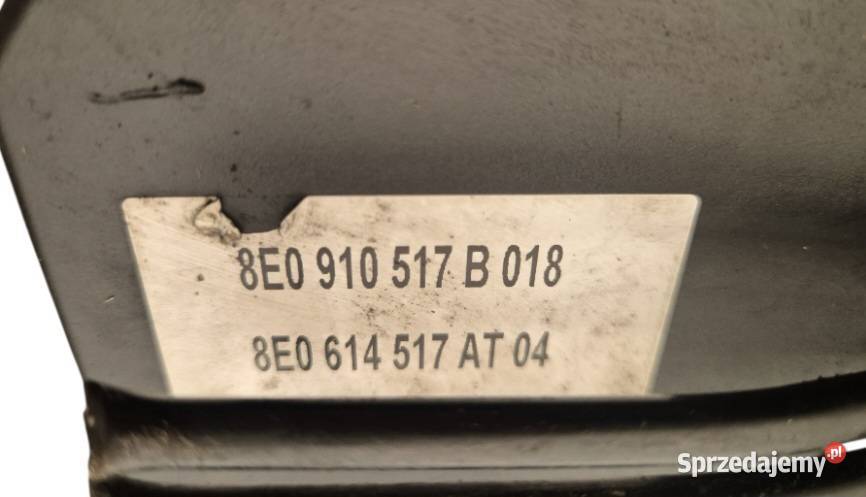 8E0 910 517 B 018
8E0 614 517 AT 04
Sprzedajemy.pl